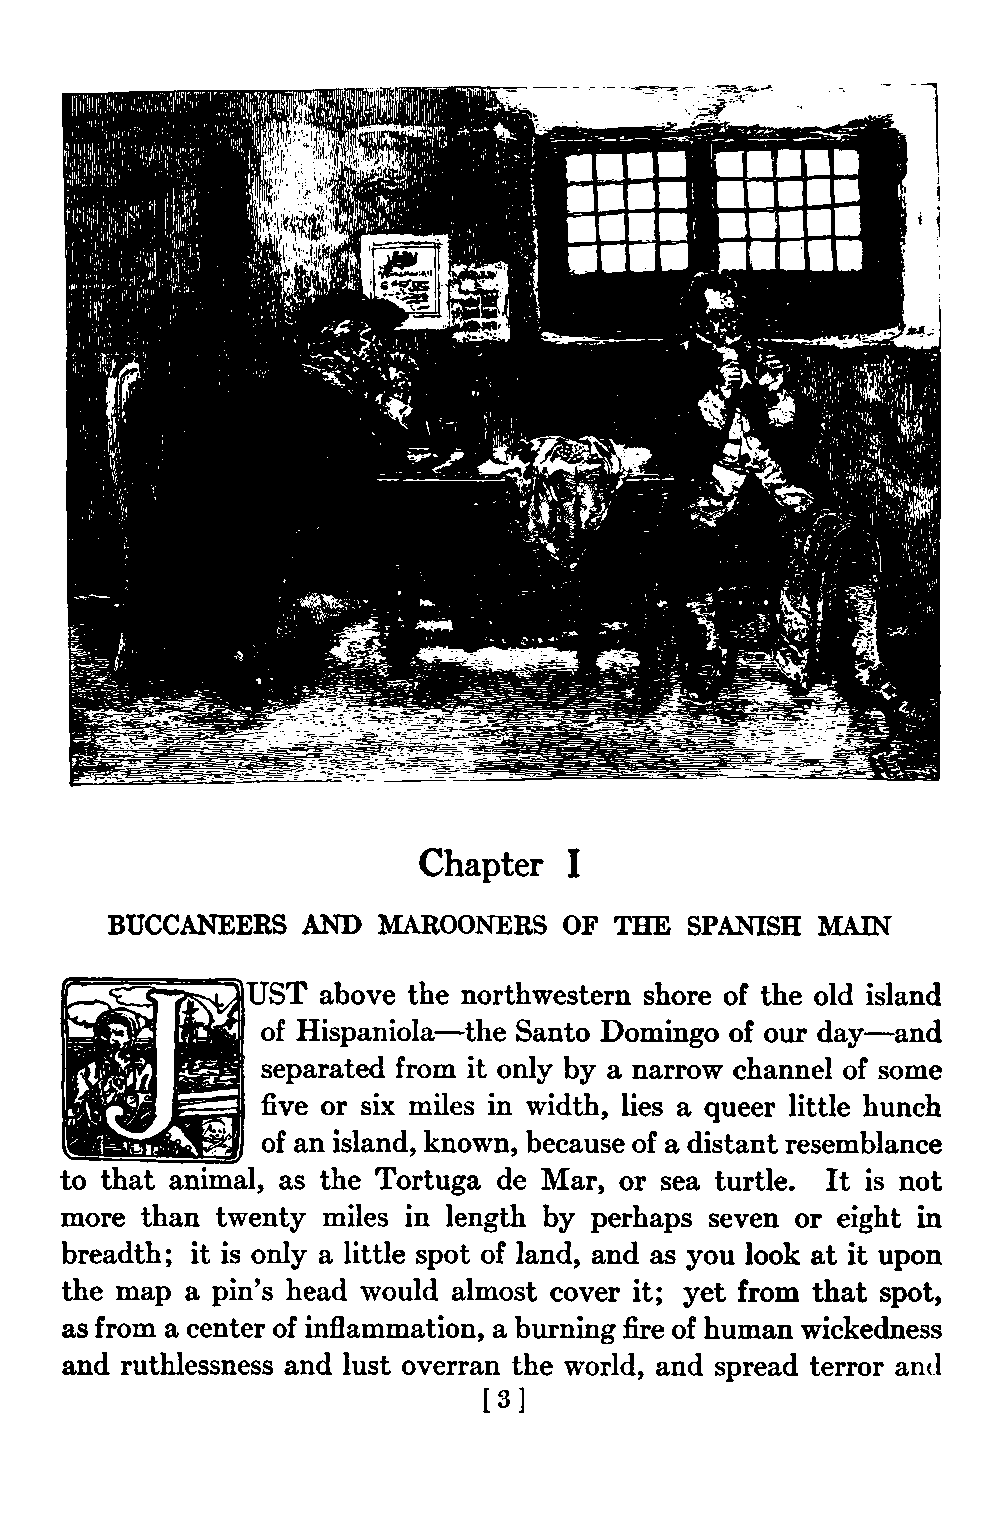 Chapter I
BUCCANEERS AND MAROONERS OF THE SPANISH MAIN
JUST above the northwestern shore of the old island
of Hispaniola—the Santo Domingo of our day—and
separated from it only by a narrow channel of some
five or six miles in width, lies a queer little hunch
of an island, known, because of a distant resemblance
to that animal, as the Tortuga de Mar, or sea turtle. It is not
more than twenty miles in length by perhaps seven or eight in
breadth; it is only a little spot of land, and as you look at it upon
the map a pin's head would almost cover it; yet from that spot,
as from a center of inflammation, a burning fire of human wickedness
and ruthlessness and lust overran the world, and spread terror and
[3]